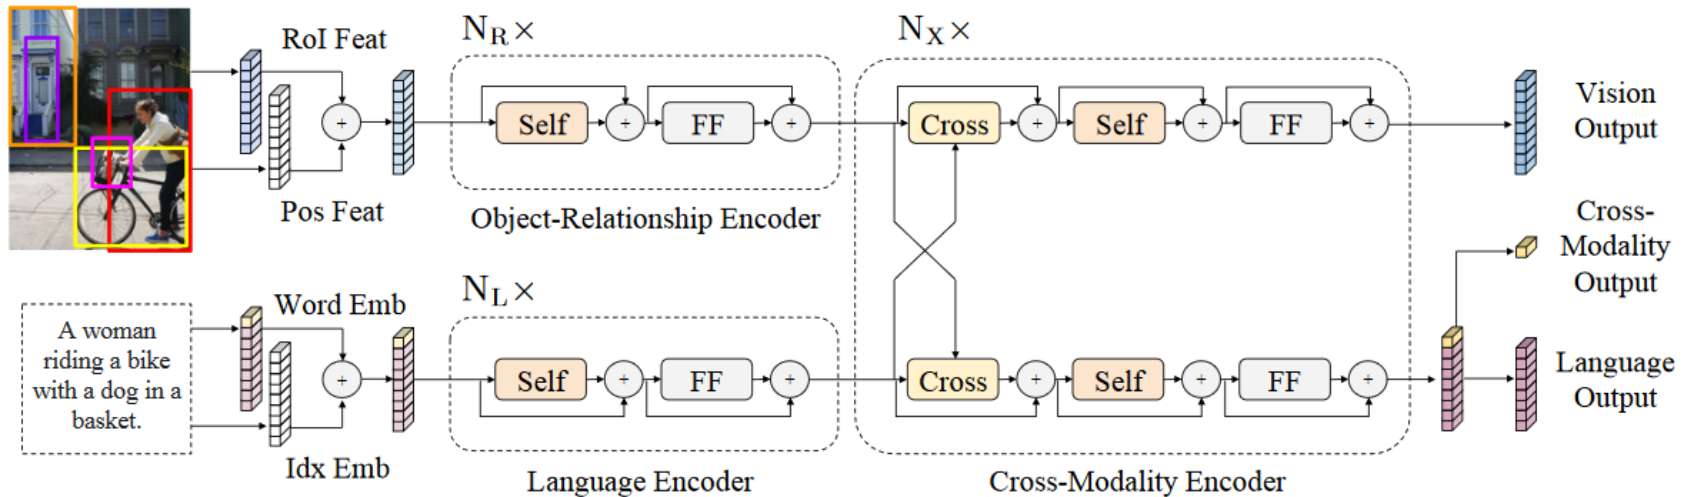 RoI Feat
Pos Feat
N_R ×
Self
+
FF
+
+
Object-Relationship Encoder
A woman
riding a bike
with a dog in a
basket.
Word Emb
Idx Emb
+
N_L ×
Self
+
FF
+
Language Encoder
N_X ×
Cross
+
Self
+
FF
+
Cross
+
Self
+
FF
+
Cross-Modality Encoder
Vision
Output
Cross-
Modality
Output
Language
Output